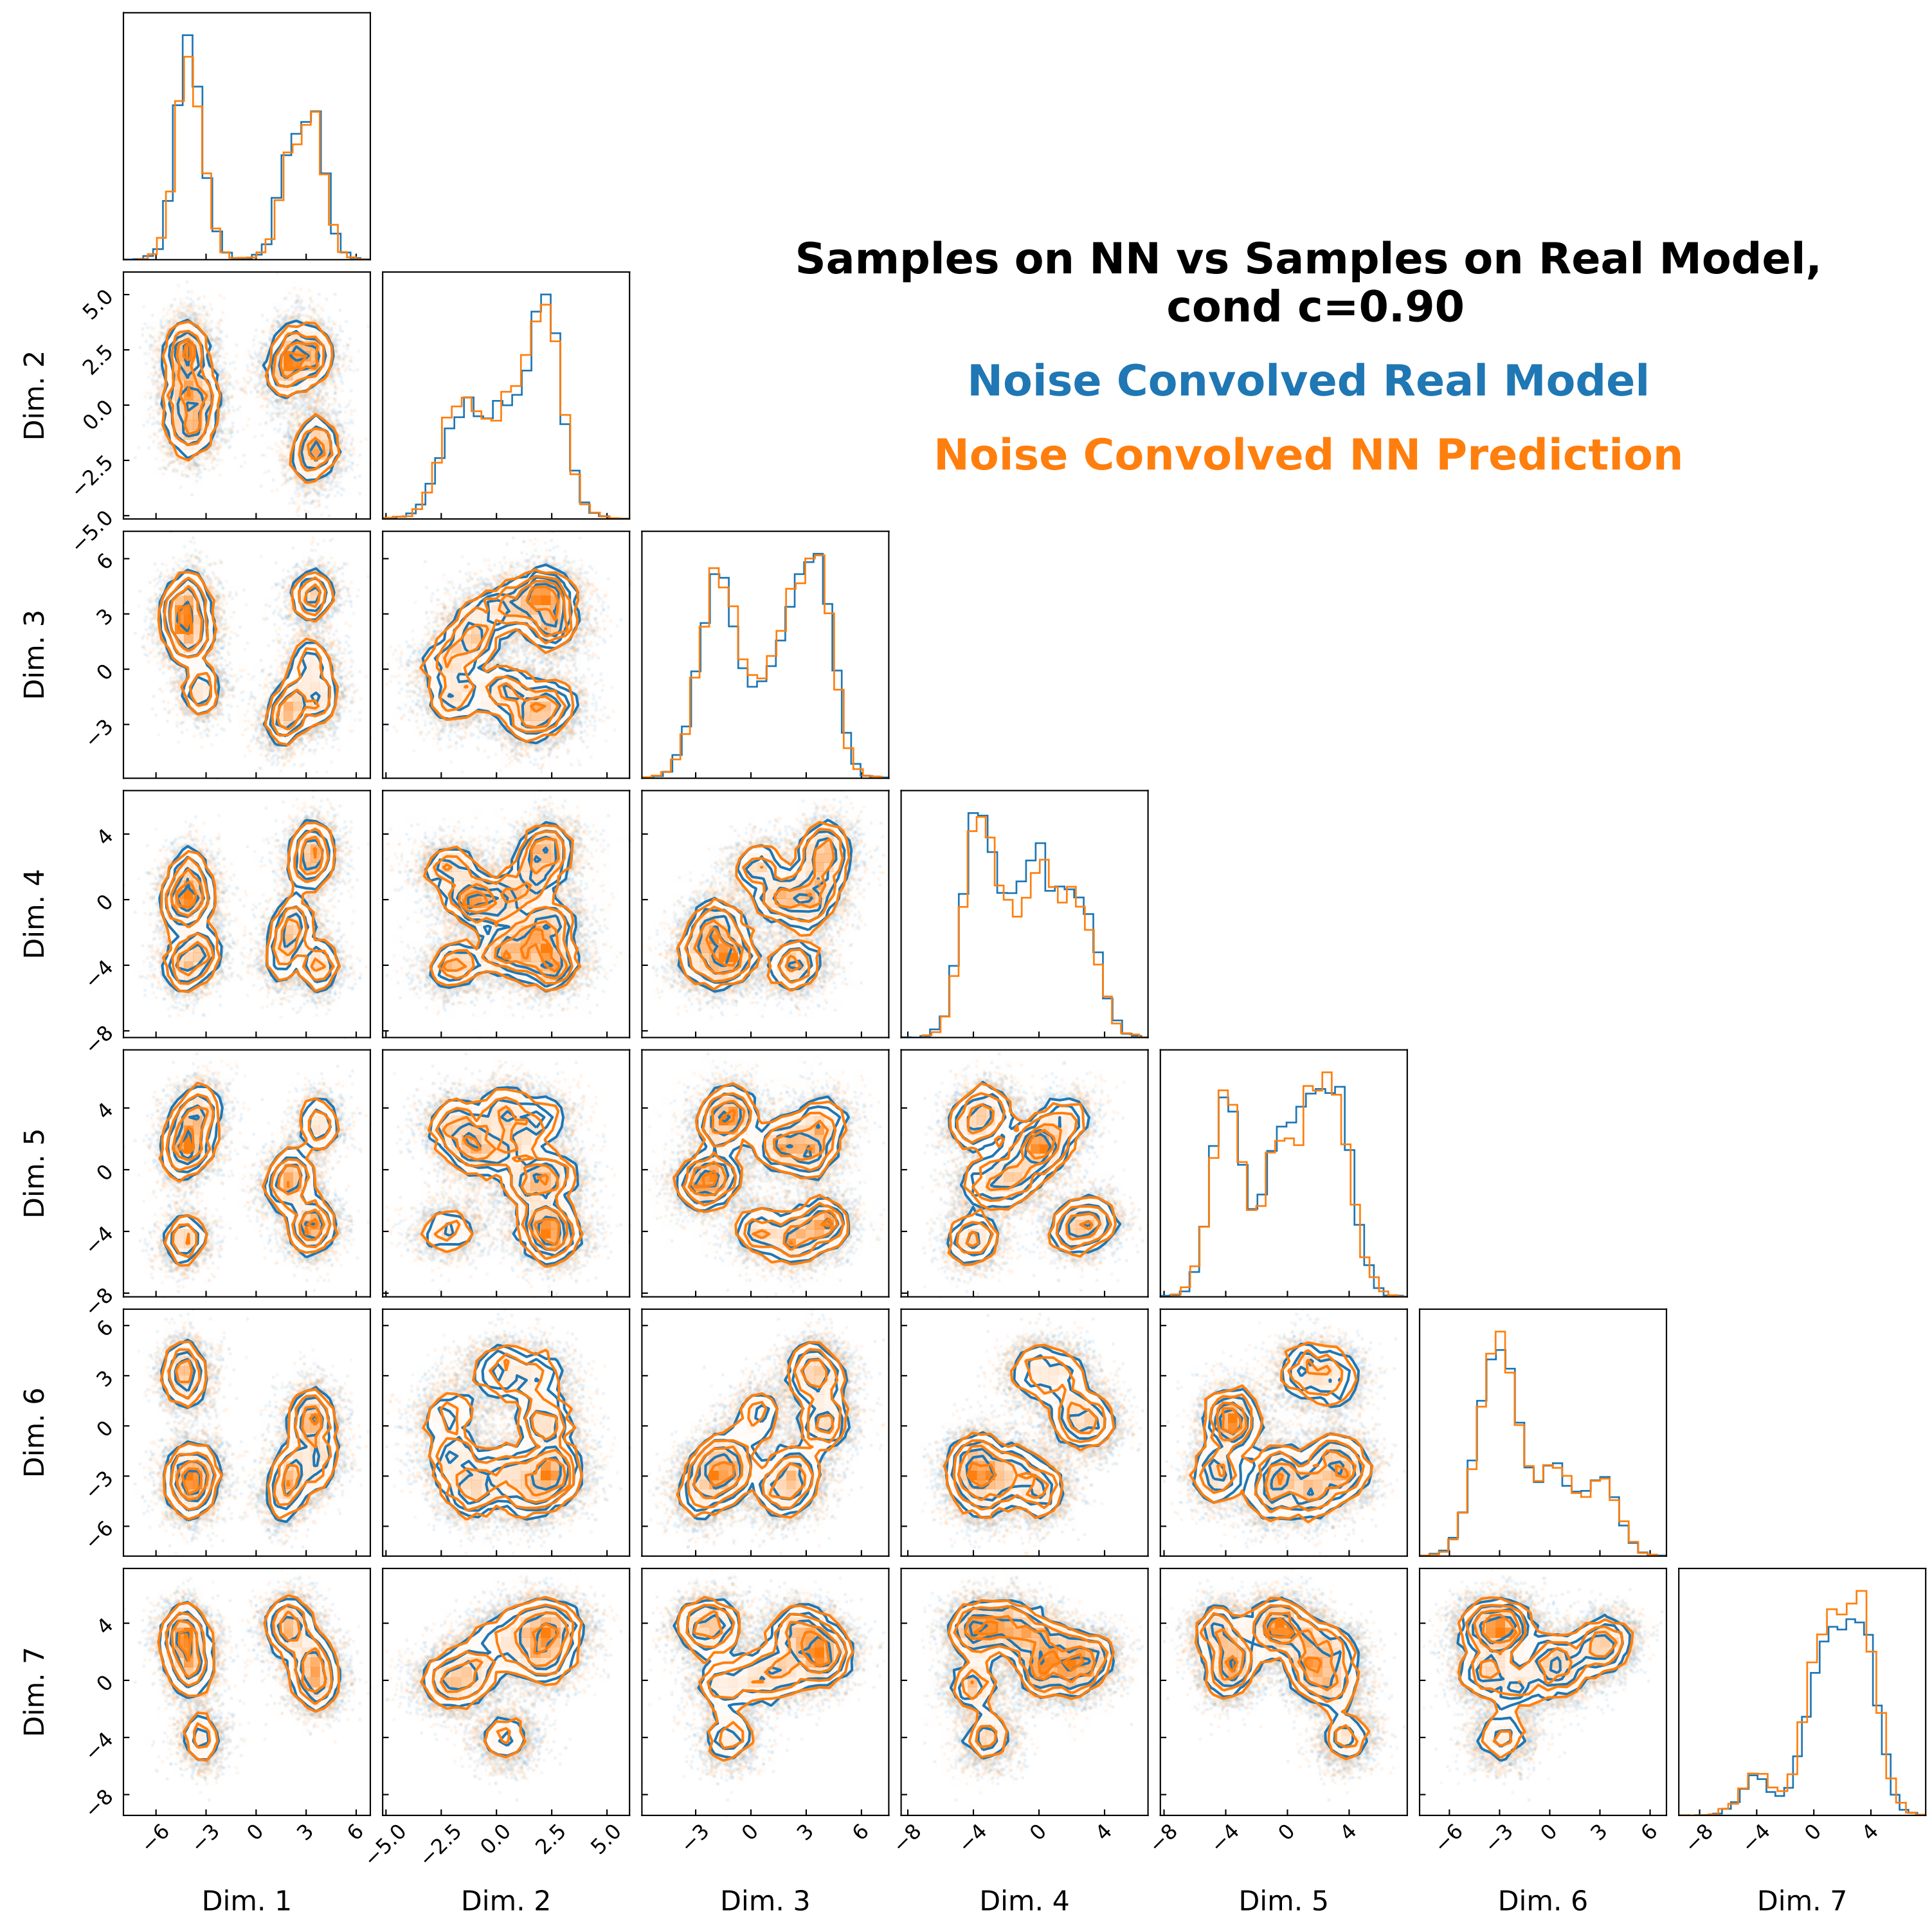 Samples on NN vs Samples on Real Model,
cond c=0.90
Noise Convolved Real Model
Noise Convolved NN Prediction
Dim. 2
5.0
2.5
0.0
−2.5
−5.0
Dim. 3
6
3
0
−3
Dim. 4
4
0
−4
−8
Dim. 5
4
0
−4
−8
Dim. 6
6
3
0
−3
−6
Dim. 7
4
0
−4
−8
−6 −3 0 3 6
−5.0 −2.5 0.0 2.5 5.0
−3 0 3 6
−8 −4 0 4
−8 −4 0 4
−6 −3 0 3 6
−8 −4 0 4
Dim. 1 Dim. 2 Dim. 3 Dim. 4 Dim. 5 Dim. 6 Dim. 7